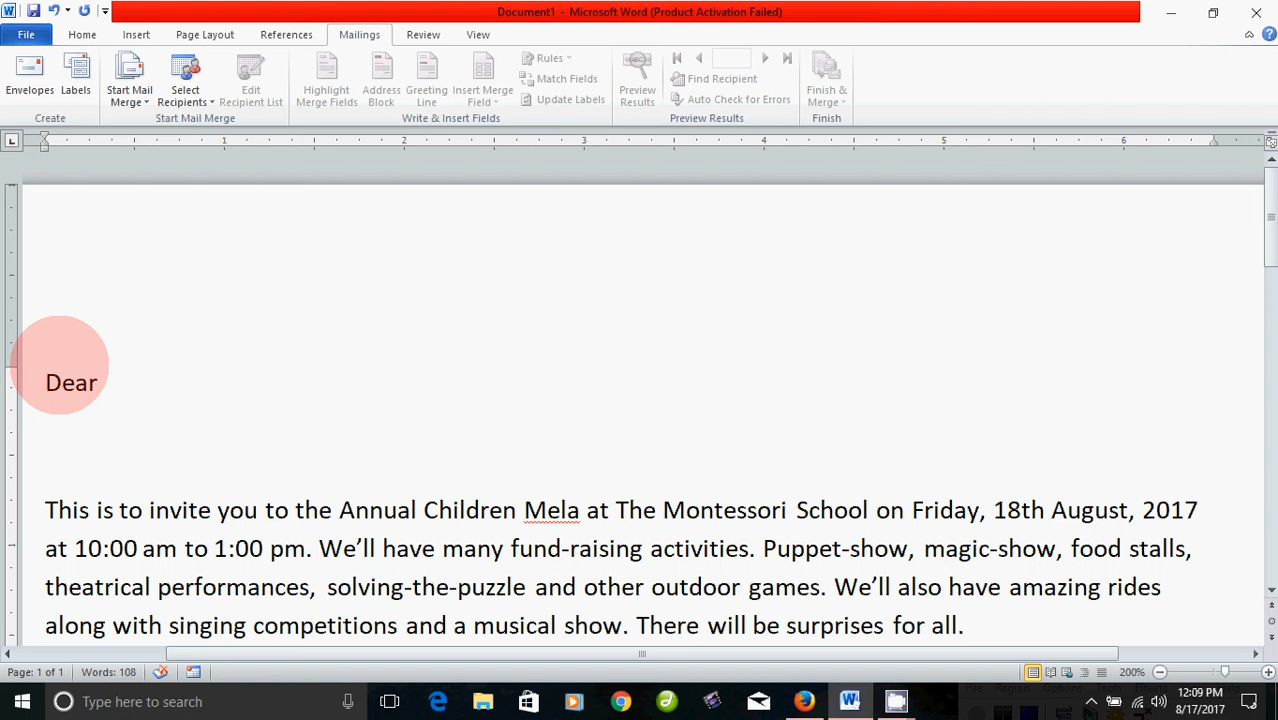 Document1 - Microsoft Word (Product Activation Failed)
File Home Insert Page Layout References Mailings Review View
Envelopes Labels Start Mail Merge Select Recipients Edit Recipient List Highlight Merge Fields Address Block Greeting Line Insert Merge Field Rules Match Fields Update Labels Preview Results Find Recipient Auto Check for Errors Finish & Merge
Create Start Mail Merge Write & Insert Fields Preview Results Finish
1 2 3 4 5 6
Dear
This is to invite you to the Annual Children Mela at The Montessori School on Friday, 18th August, 2017
at 10:00 am to 1:00 pm. We’ll have many fund-raising activities. Puppet-show, magic-show, food stalls,
theatrical performances, solving-the-puzzle and other outdoor games. We’ll also have amazing rides
along with singing competitions and a musical show. There will be surprises for all.
Page: 1 of 1 Words: 108 200%
Type here to search 12:09 PM
8/17/2017